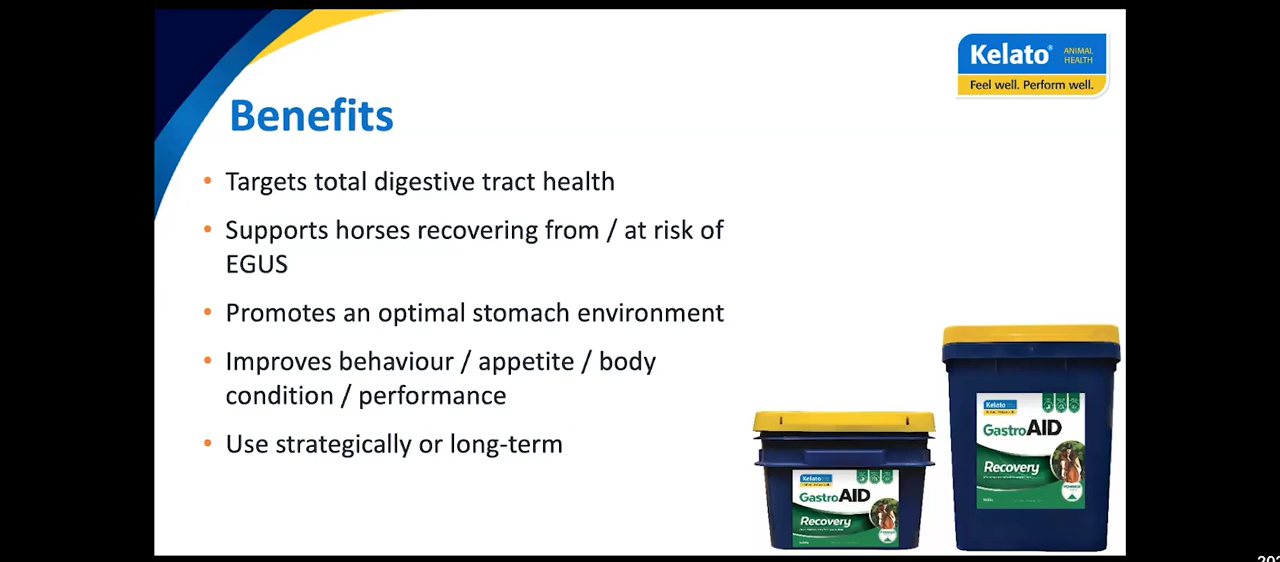 Kelato® ANIMAL
HEALTH
Feel well. Perform well.
Benefits
• Targets total digestive tract health
• Supports horses recovering from / at risk of
EGUS
• Promotes an optimal stomach environment
• Improves behaviour / appetite / body
condition / performance
• Use strategically or long-term
Kelato
GastroAID
Recovery
Kelato
GastroAID
Recovery